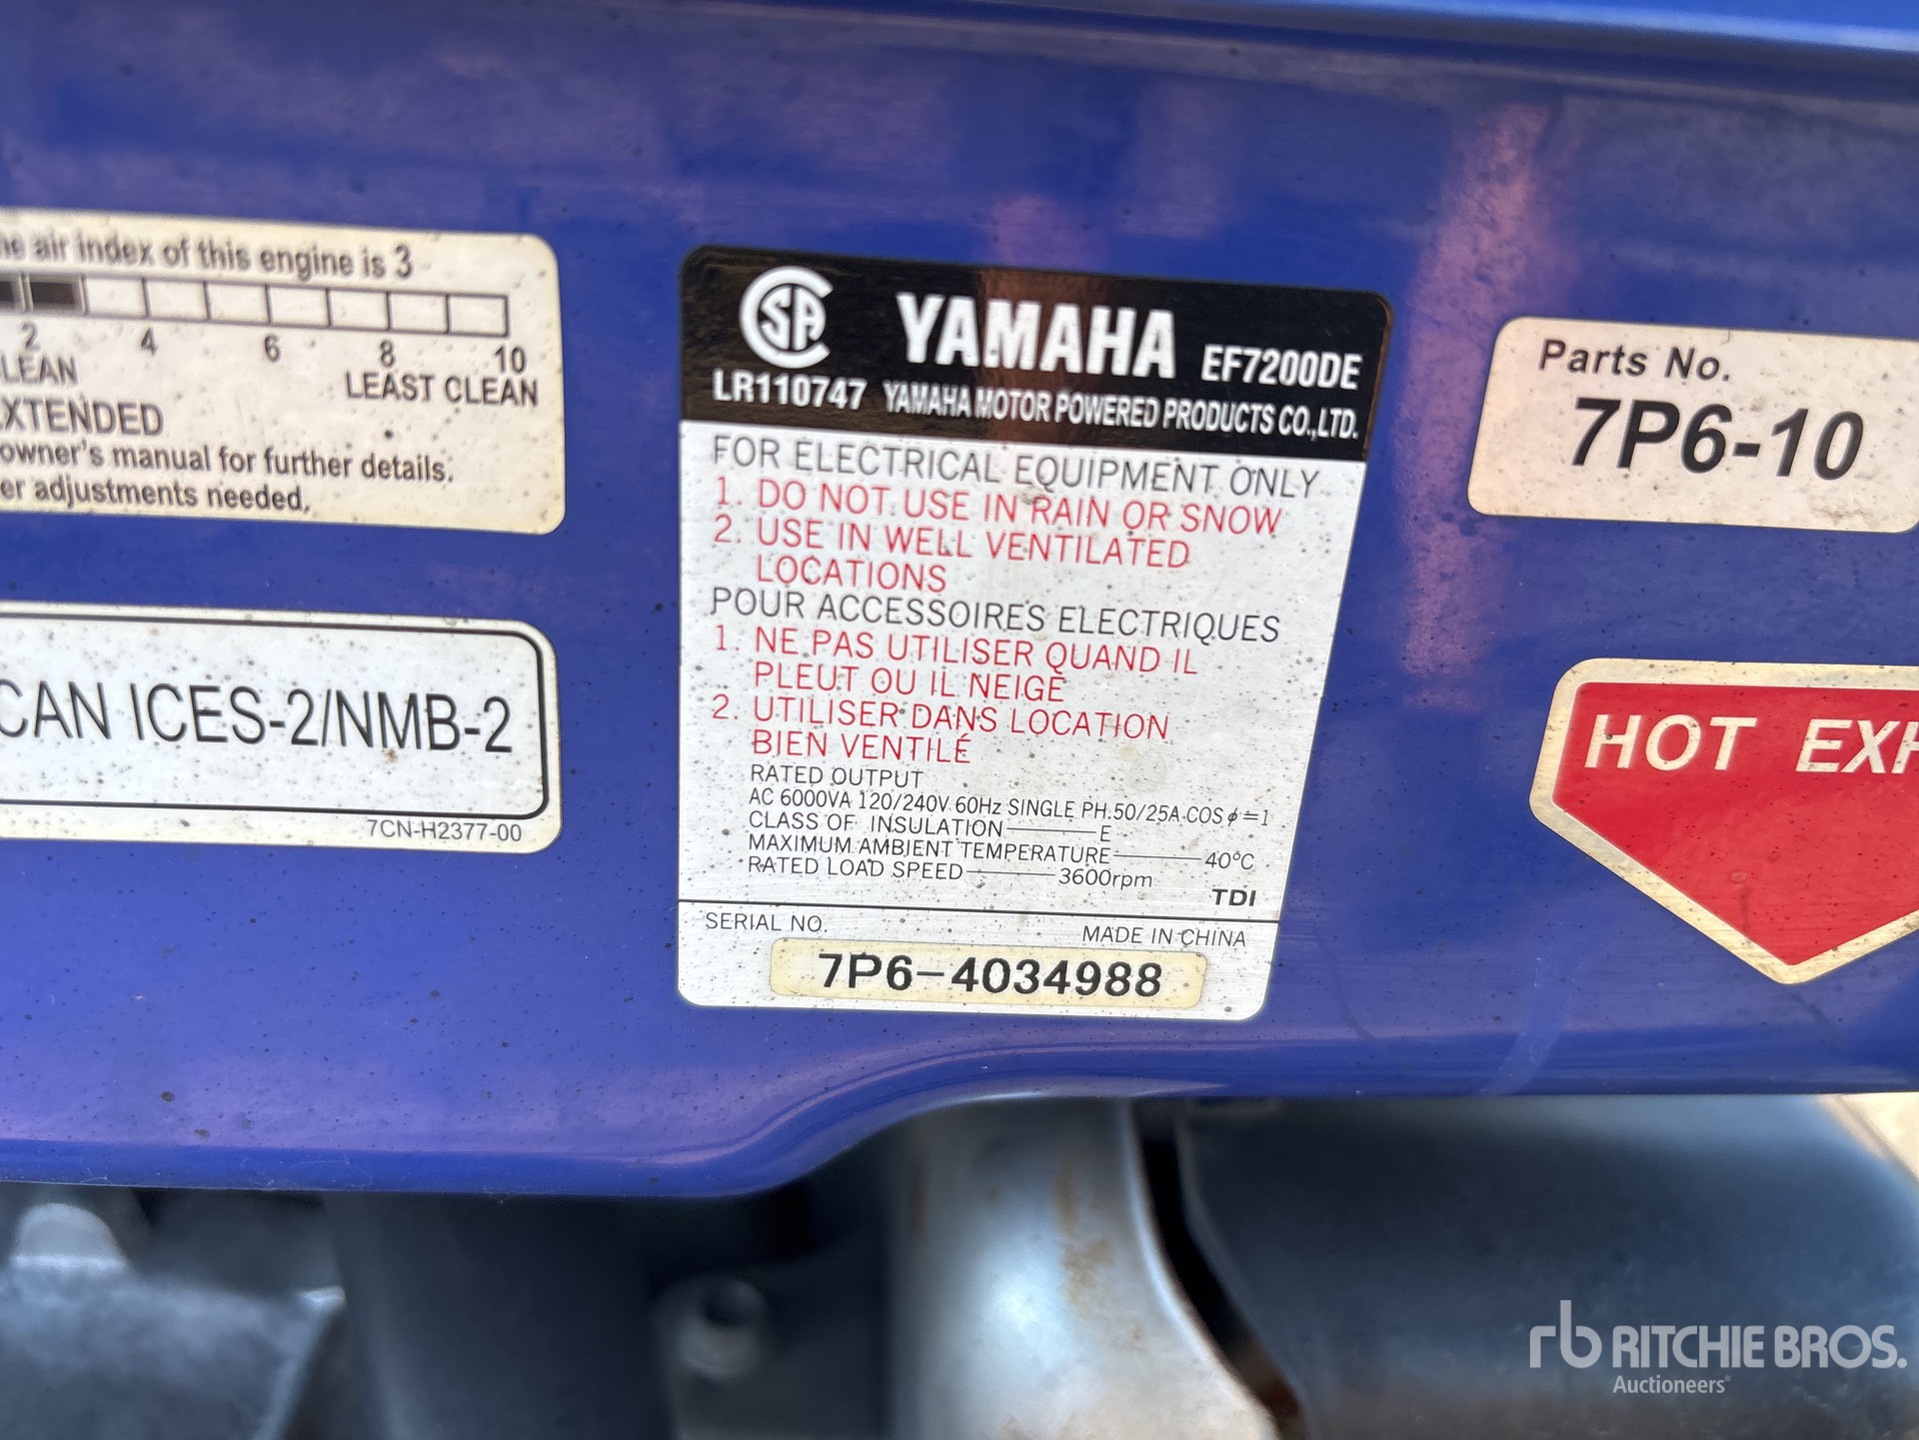 air index of this engine is 3
2 4 6 8 10
LEAST CLEAN
owner's manual for further details.
adjustments needed.
CAN ICES-2/NMB-2
7CN-H2377-00
CSA YAMAHA EF7200DE
LR110747 YAMAHA MOTOR POWERED PRODUCTS CO.,LTD.
FOR ELECTRICAL EQUIPMENT ONLY
1. DO NOT USE IN RAIN OR SNOW
2. USE IN WELL VENTILATED
LOCATIONS
POUR ACCESSOIRES ELECTRIQUES
1. NE PAS UTILISER QUAND IL
PLEUT OU IL NEIGE
2. UTILISER DANS LOCATION
BIEN VENTILÉ
RATED OUTPUT
AC 6000VA 120/240V 60Hz SINGLE PH.50/25A COS ϕ=1
CLASS OF INSULATION E
MAXIMUM AMBIENT TEMPERATURE 40°C
RATED LOAD SPEED 3600rpm
TDI
SERIAL NO. MADE IN CHINA
7P6-4034988
Parts No.
7P6-10
HOT
rb RITCHIE BROS.
Auctioneers